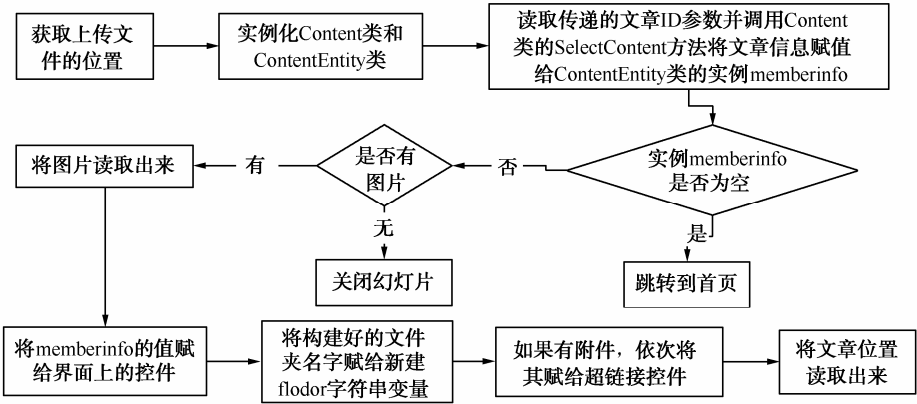 获取上传文
件的位置
实例化Content类和
ContentEntity类
读取传递的文章ID参数并调用Content
类的SelectContent方法将文章信息赋值
给ContentEntity类的实例memberinfo
实例memberinfo
是否为空
否
是
跳转到首页
是否有
图片
有
无
关闭幻灯片
将图片读取出来
将memberinfo的值赋
给界面上的控件
将构建好的文件
夹名字赋给新建
flodor字符串变量
如果有附件，依次将
其赋给超链接控件
将文章位置
读取出来